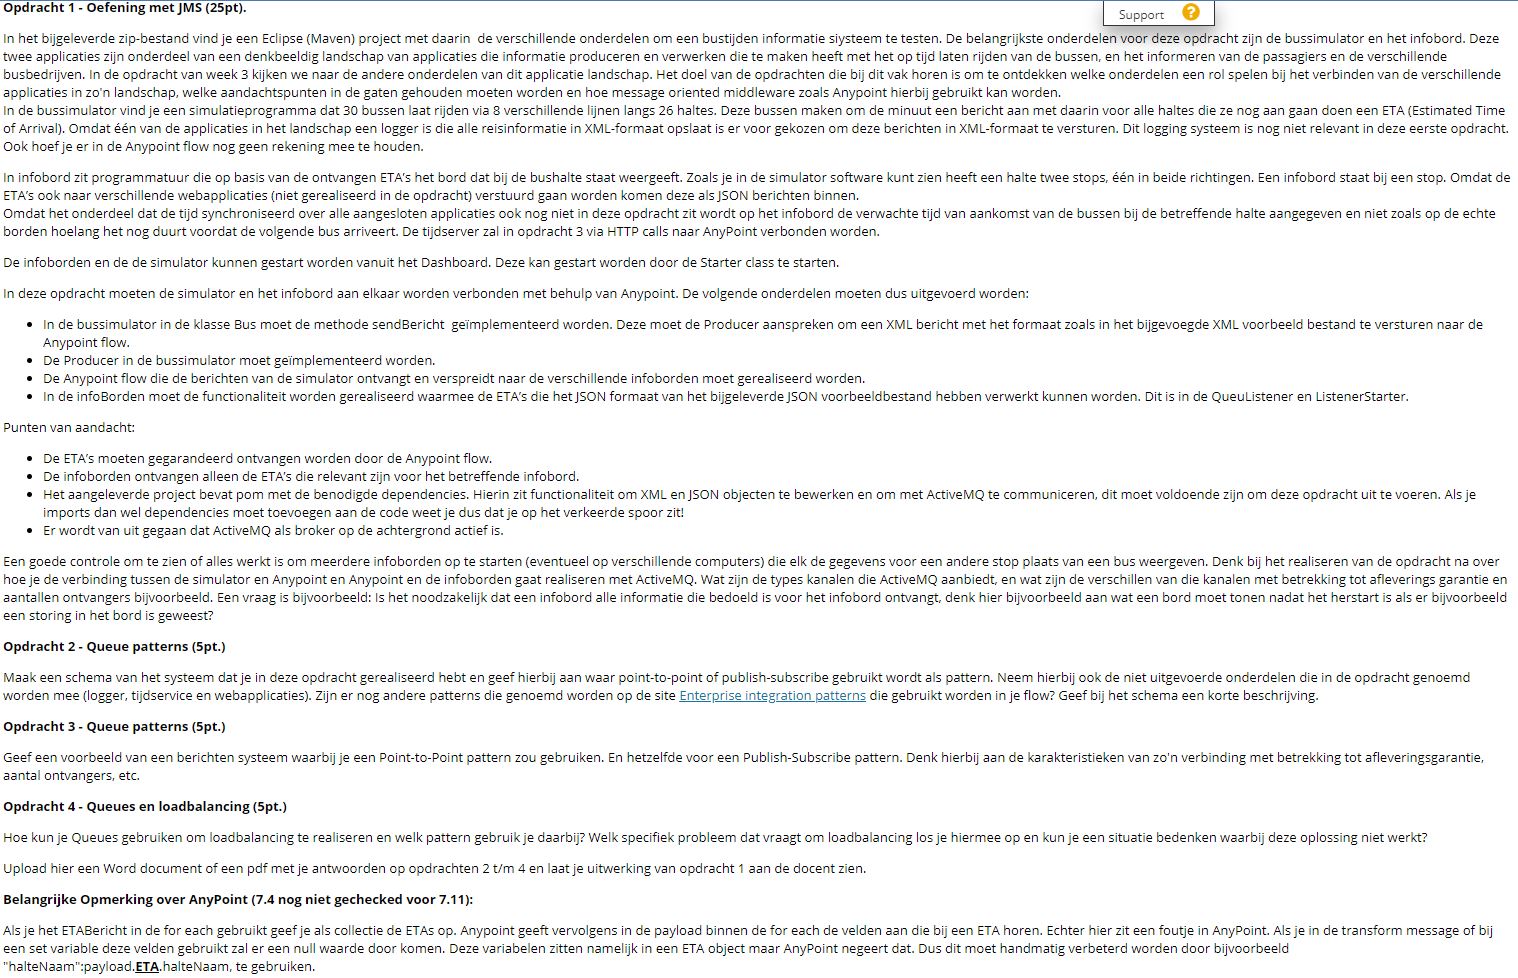 Opdracht 1 - Oefening met JMS (25pt).
Support ?
In het bijgeleverde zip-bestand vind je een Eclipse (Maven) project met daarin de verschillende onderdelen om een bustijden informatie siysteem te testen. De belangrijkste onderdelen voor deze opdracht zijn de bussimulator en het infobord. Deze
twee applicaties zijn onderdeel van een denkbeeldig landschap van applicaties die informatie produceren en verwerken die te maken heeft met het op tijd laten rijden van de bussen, en het informeren van de passagiers en de verschillende
busbedrijven. In de opdracht van week 3 kijken we naar de andere onderdelen van dit applicatie landschap. Het doel van de opdrachten die bij dit vak horen is om te ontdekken welke onderdelen een rol spelen bij het verbinden van de verschillende
applicaties in zo'n landschap, welke aandachtspunten in de gaten gehouden moeten worden en hoe message oriented middleware zoals Anypoint hierbij gebruikt kan worden.
In de bussimulator vind je een simulatieprogramma dat 30 bussen laat rijden via 8 verschillende lijnen langs 26 haltes. Deze bussen maken om de minuut een bericht aan met daarin voor alle haltes die ze nog aan gaan doen een ETA (Estimated Time
of Arrival). Omdat één van de applicaties in het landschap een logger is die alle reisinformatie in XML-formaat opslaat is er voor gekozen om deze berichten in XML-formaat te versturen. Dit logging systeem is nog niet relevant in deze eerste opdracht.
Ook hoef je er in de Anypoint flow nog geen rekening mee te houden.
In infobord zit programmatuur die op basis van de ontvangen ETA's het bord dat bij de bushalte staat weergeef. Zoals je in de simulator software kunt zien heeft een halte twee stops, één in beide richtingen. Een infobord staat bij een stop. Omdat de
ETA's ook naar verschillende webapplicaties (niet gerealiseerd in de opdracht) verstuurd gaan worden komen deze als JSON berichten binnen.
Omdat het onderdeel dat de tijd synchroniseerd over alle aangesloten applicaties ook nog niet in deze opdracht zit wordt op het infobord de verwachte tijd van aankomst van de bussen bij de betreffende halte aangegeven en niet zoals op de echte
borden hoelang het nog duurt voordat de volgende bus arriveert. De tijdserver zal in opdracht 3 via HTTP calls naar AnyPoint verbonden worden.
De infoborden en de de simulator kunnen gestart worden vanuit het Dashboard. Deze kan gestart worden door de Starter class te starten.
In deze opdracht moeten de simulator en het infobord aan elkaar worden verbonden met behulp van Anypoint. De volgende onderdelen moeten dus uitgevoerd worden:
• In de bussimulator in de klasse Bus moet de methode sendBericht geïmplementeerd worden. Deze moet de Producer aanspreken om een XML bericht met het formaat zoals in het bijgevoegde XML voorbeeld bestand te versturen naar de
Anypoint flow.
• De Producer in de bussimulator moet geïmplementeerd worden.
• De Anypoint flow die de berichten van de simulator ontvangt en verspreidt naar de verschillende infoborden moet gerealiseerd worden.
• In de infoBorden moet de functionaliteit worden gerealiseerd waarmee de ETA's die het JSON formaat van het bijgeleverde JSON voorbeeldbestand hebben verwerkt kunnen worden. Dit is in de QueuListener en ListenerStarter.
Punten van aandacht:
• De ETA's moeten gegarandeerd ontvangen worden door de Anypoint flow.
• De infoborden ontvangen alleen de ETA's die relevant zijn voor het betreffende infobord.
• Het aangeleverde project bevat pom met de benodigde dependencies. Hierin zit functionaliteit om XML en JSON objecten te bewerken en om met ActiveMQ te communiceren, dit moet voldoende zijn om deze opdracht uit te voeren. Als je
imports dan wel dependencies moet toevoegen aan de code weet je dus dat je op het verkeerde spoor zit!
• Er wordt van uit gegaan dat ActiveMQ als broker op de achtergrond actief is.
Een goede controle om te zien of alles werkt is om meerdere infoborden op te starten (eventueel op verschillende computers) die elk de gegevens voor een andere stop plaats van een bus weergeven. Denk bij het realiseren van de opdracht na over
hoe je de verbinding tussen de simulator en Anypoint en Anypoint en de infoborden gaat realiseren met ActiveMQ. Wat zijn de types kanalen die ActiveMQ aanbiedt, en wat zijn de verschillen van die kanalen met betrekking tot afleverings garantie en
aantallen ontvangers bijvoorbeeld. Een vraag is bijvoorbeeld: Is het noodzakelijk dat een infobord alle informatie die bedoeld is voor het infobord ontvangt, denk hier bijvoorbeeld aan wat een bord moet tonen nadat het herstart is als er bijvoorbeeld
een storing in het bord is geweest?
Opdracht 2 - Queue patterns (5pt.)
Maak een schema van het systeem dat je in deze opdracht gerealiseerd hebt en geef hierbij aan waar point-to-point of publish-subscribe gebruikt wordt als pattern. Neem hierbij ook de niet uitgevoerde onderdelen die in de opdracht genoemd
worden mee (logger, tijdservice en webapplicaties). Zijn er nog andere patterns die genoemd worden op de site Enterprise integration patterns die gebruikt worden in je flow? Geef bij het schema een korte beschrijving.
Opdracht 3 - Queue patterns (5pt.)
Geef een voorbeeld van een berichten systeem waarbij je een Point-to-Point pattern zou gebruiken. En hetzelfde voor een Publish-Subscribe pattern. Denk hierbij aan de karakteristieken van zo'n verbinding met betrekking tot afleveringsgarantie,
aantal ontvangers, etc.
Opdracht 4 - Queues en loadbalancing (5pt.)
Hoe kun je Queues gebruiken om loadbalancing te realiseren en welk pattern gebruik je daarbij? Welk specifiek probleem dat vraagt om loadbalancing los je hiermee op en kun je een situatie bedenken waarbij deze oplossing niet werkt?
Upload hier een Word document of een pdf met je antwoorden op opdrachten 2 t/m 4 en laat je uitwerking van opdracht 1 aan de docent zien.
Belangrijke Opmerking over AnyPoint (7.4 nog niet gechecked voor 7.11):
Als je het ETABericht in de for each gebruikt geef je als collectie de ETAs op. Anypoint geeft vervolgens in de payload binnen de for each de velden aan die bij een ETA horen. Echter hier zit een foutje in AnyPoint. Als je in de transform message of bij
een set variable deze velden gebruikt zal er een null waarde door komen. Deze variabelen zitten namelijk in een ETA object maar AnyPoint negeert dat. Dus dit moet handmatig verbeterd worden door bijvoorbeeld
"halteNaam":payload.ETA.halteNaam, te gebruiken.